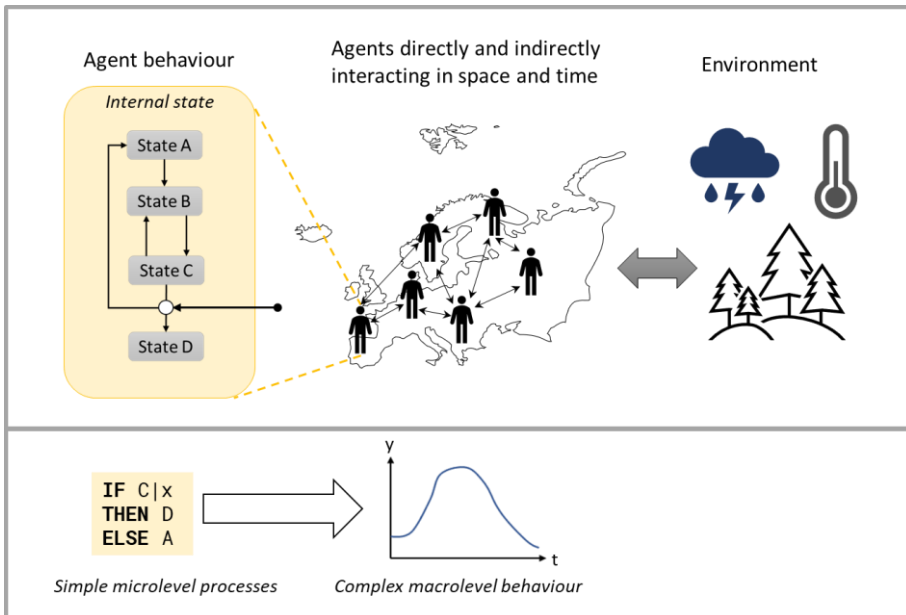 Agent behaviour
Agents directly and indirectly
interacting in space and time
Environment
Internal state
State A
State B
State C
State D
IF C|x
THEN D
ELSE A
y
t
Simple microlevel processes
Complex macrolevel behaviour